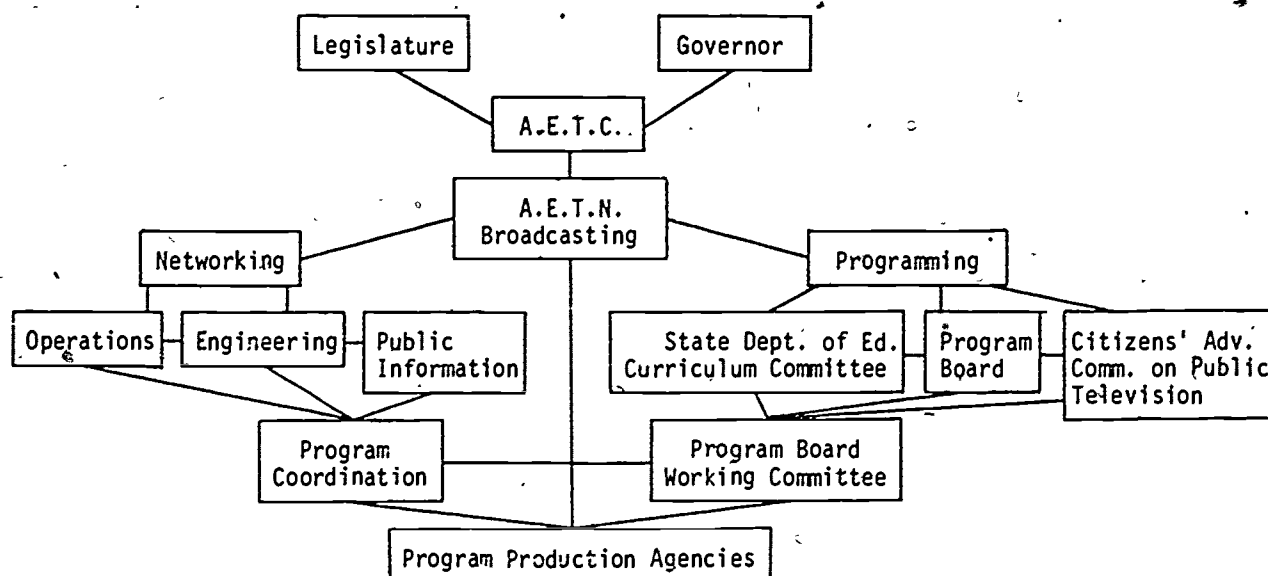 Legislature
Governor
A.E.T.C.
A.E.T.N.
Broadcasting
Networking
Programming
Operations
Engineering
Public
Information
State Dept. of Ed.
Curriculum Committee
Program
Board
Citizens' Adv.
Comm. on Public
Television
Program
Coordination
Program Board
Working Committee
Program Production Agencies